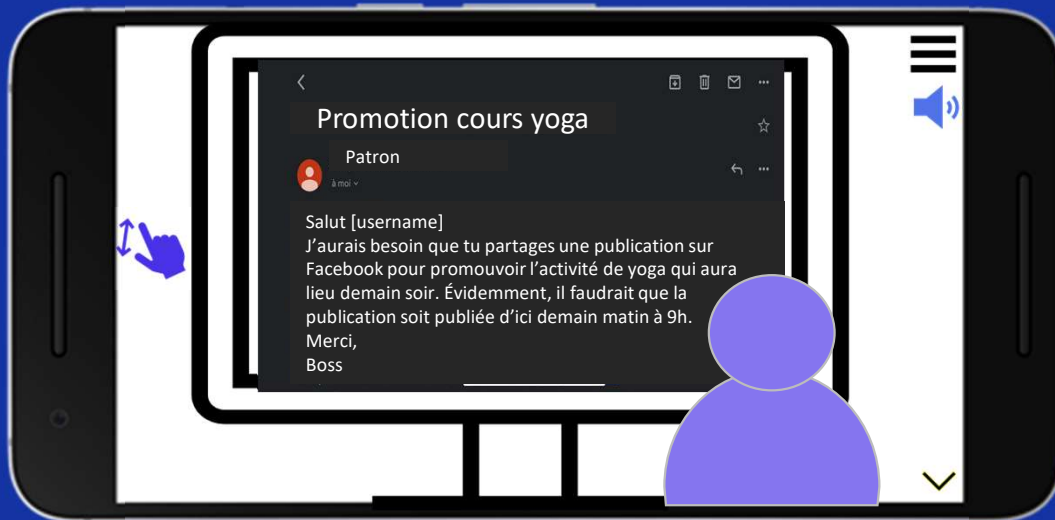 Promotion cours yoga
Patron
à moi
Salut [username]
J'aurais besoin que tu partages une publication sur
Facebook pour promouvoir l'activité de yoga qui aura
lieu demain soir. Évidemment, il faudrait que la
publication soit publiée d'ici demain matin à 9h.
Merci,
Boss